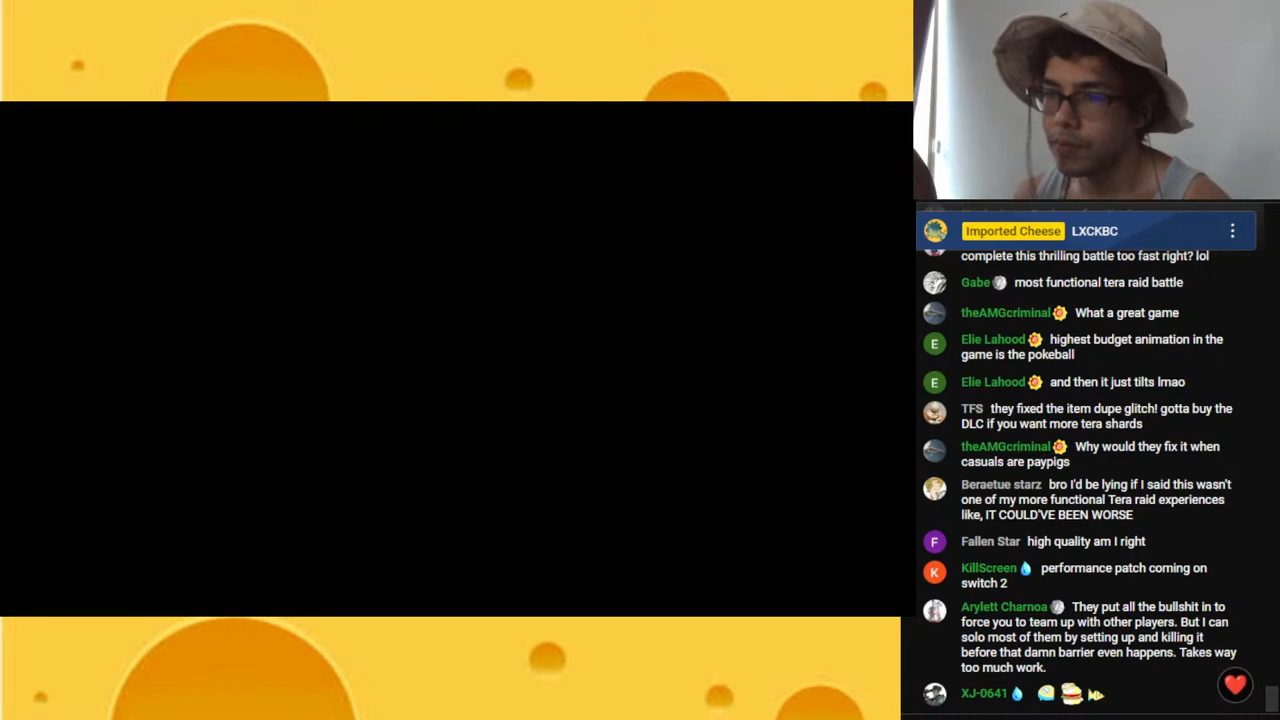 Imported Cheese LXCKBC
complete this thrilling battle too fast right? lol
Gabe most functional tera raid battle
theAMGcriminal What a great game
E Elie Lahood highest budget animation in the
game is the pokeball
E Elie Lahood and then it just tilts lmao
TFS they fixed the item dupe glitch! gotta buy the
DLC if you want more tera shards
theAMGcriminal Why would they fix it when
casuals are paypigs
Beraetue starz bro I'd be lying if I said this wasn't
one of my more functional Tera raid experiences
like, IT COULD'VE BEEN WORSE
F Fallen Star high quality am I right
K KillScreen performance patch coming on
switch 2
Arylett Charnoa They put all the bullshit in to
force you to team up with other players. But I can
solo most of them by setting up and killing it
before that damn barrier even happens. Takes way
too much work.
XJ-0641